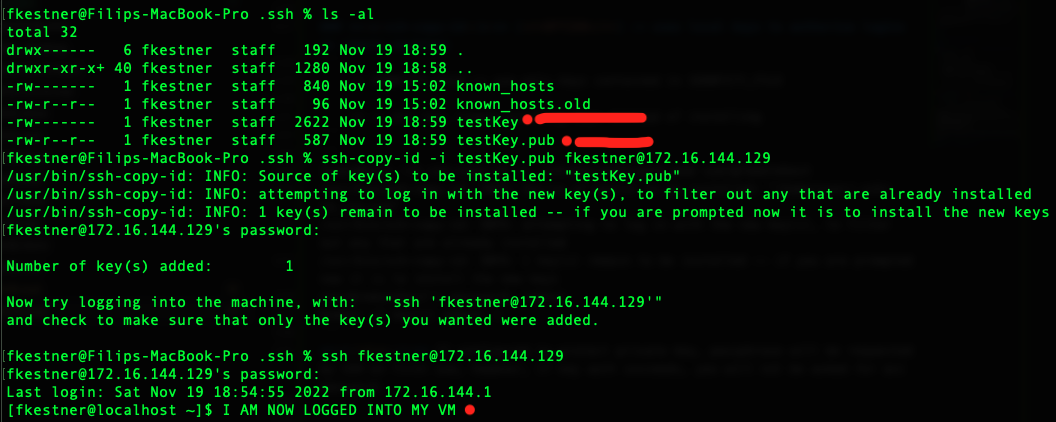 [fkestner@Filips-MacBook-Pro .ssh % ls -al
total 32
drwx------   6 fkestner  staff   192 Nov 19 18:59 .
drwxr-xr-x+ 40 fkestner  staff  1280 Nov 19 18:58 ..
-rw-------   1 fkestner  staff   840 Nov 19 15:02 known_hosts
-rw-r--r--   1 fkestner  staff    96 Nov 19 15:02 known_hosts.old
-rw-------   1 fkestner  staff  2622 Nov 19 18:59 testKey
-rw-r--r--   1 fkestner  staff   587 Nov 19 18:59 testKey.pub
[fkestner@Filips-MacBook-Pro .ssh % ssh-copy-id -i testKey.pub fkestner@172.16.144.129
/usr/bin/ssh-copy-id: INFO: Source of key(s) to be installed: "testKey.pub"
/usr/bin/ssh-copy-id: INFO: attempting to log in with the new key(s), to filter out any that are already installed
/usr/bin/ssh-copy-id: INFO: 1 key(s) remain to be installed -- if you are prompted now it is to install the new keys
[fkestner@172.16.144.129's password:
Number of key(s) added:        1
Now try logging into the machine, with:   "ssh 'fkestner@172.16.144.129'"
and check to make sure that only the key(s) you wanted were added.
[fkestner@Filips-MacBook-Pro .ssh % ssh fkestner@172.16.144.129
[fkestner@172.16.144.129's password:
Last login: Sat Nov 19 18:54:55 2022 from 172.16.144.1
[fkestner@localhost ~]$ I AM NOW LOGGED INTO MY VM